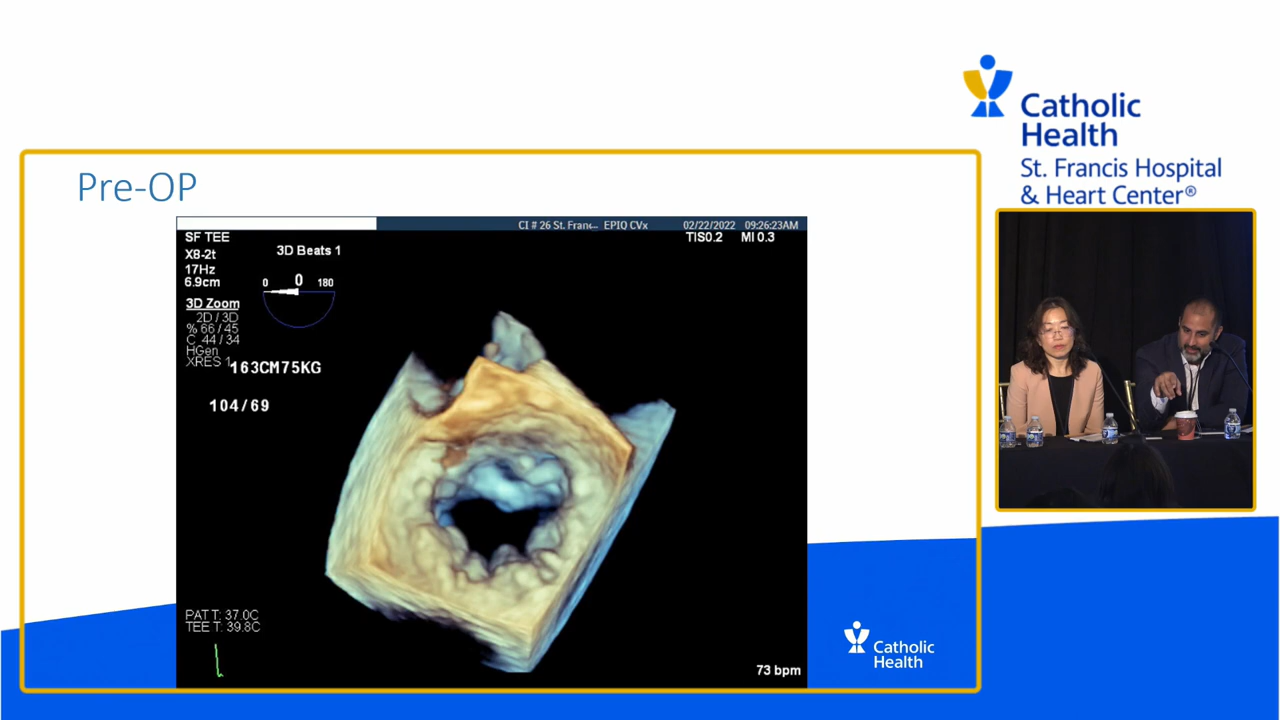 Catholic
Health
St. Francis Hospital
& Heart Center®
Pre-OP
CI # 26 St. Franc... EPIQ CVx 02/22/2022 09:26:23AM
SF TEE
TIS0.2 MI 0.3
X8-2t
3D Beats 1
17Hz
6.9cm
0 0 180
3D Zoom
2D / 3D
% 66 / 45
C 44 / 34
HGen
XRES 1
163CM75KG
104/69
PAT T: 37.0C
TEE T: 39.8C
73 bpm
Catholic
Health